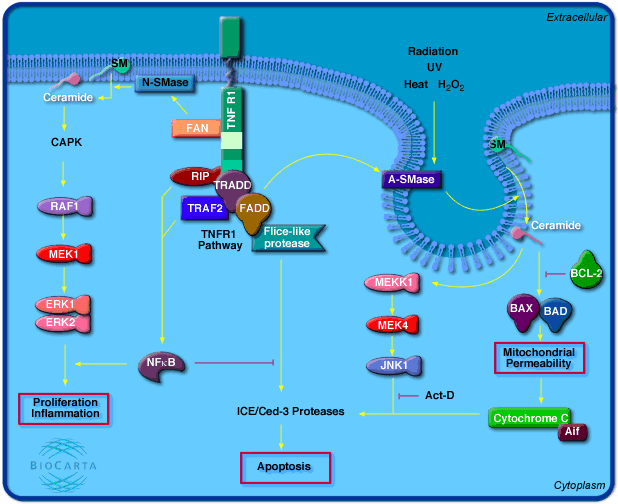 Extracellular
SM
N-SMase
Ceramide
TNF R1
FAN
CAPK
RIP
TRADD
TRAF2
FADD
TNFR1
Pathway
Flice-like
protease
RAF1
MEK1
ERK1
ERK2
NFκB
Proliferation
Inflammation
Radiation
UV
Heat H2O2
SM
A-SMase
Ceramide
BCL-2
MEKK1
BAX
BAD
MEK4
Mitochondrial
Permeability
JNK1
Act-D
ICE/Ced-3 Proteases
Cytochrome C
Aif
Apoptosis
BIOCARTA
Cytoplasm